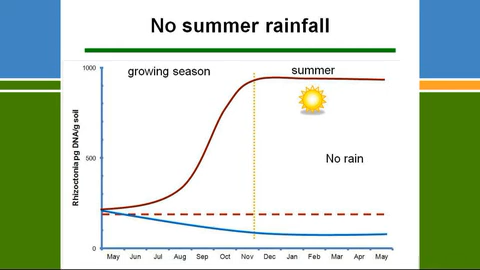 No summer rainfall
growing season
summer
No rain
Rhizoctonia pg DNA/g soil
1000
500
0
May Jun Jul Aug Sep Oct Nov Dec Jan Feb Mar Apr May